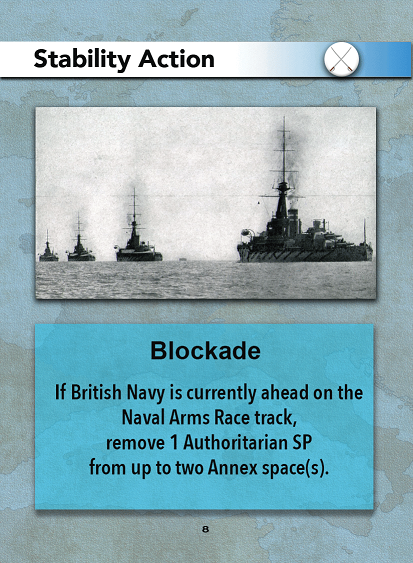 Stability Action
Blockade
If British Navy is currently ahead on the
Naval Arms Race track,
remove 1 Authoritarian SP
from up to two Annex space(s).
8